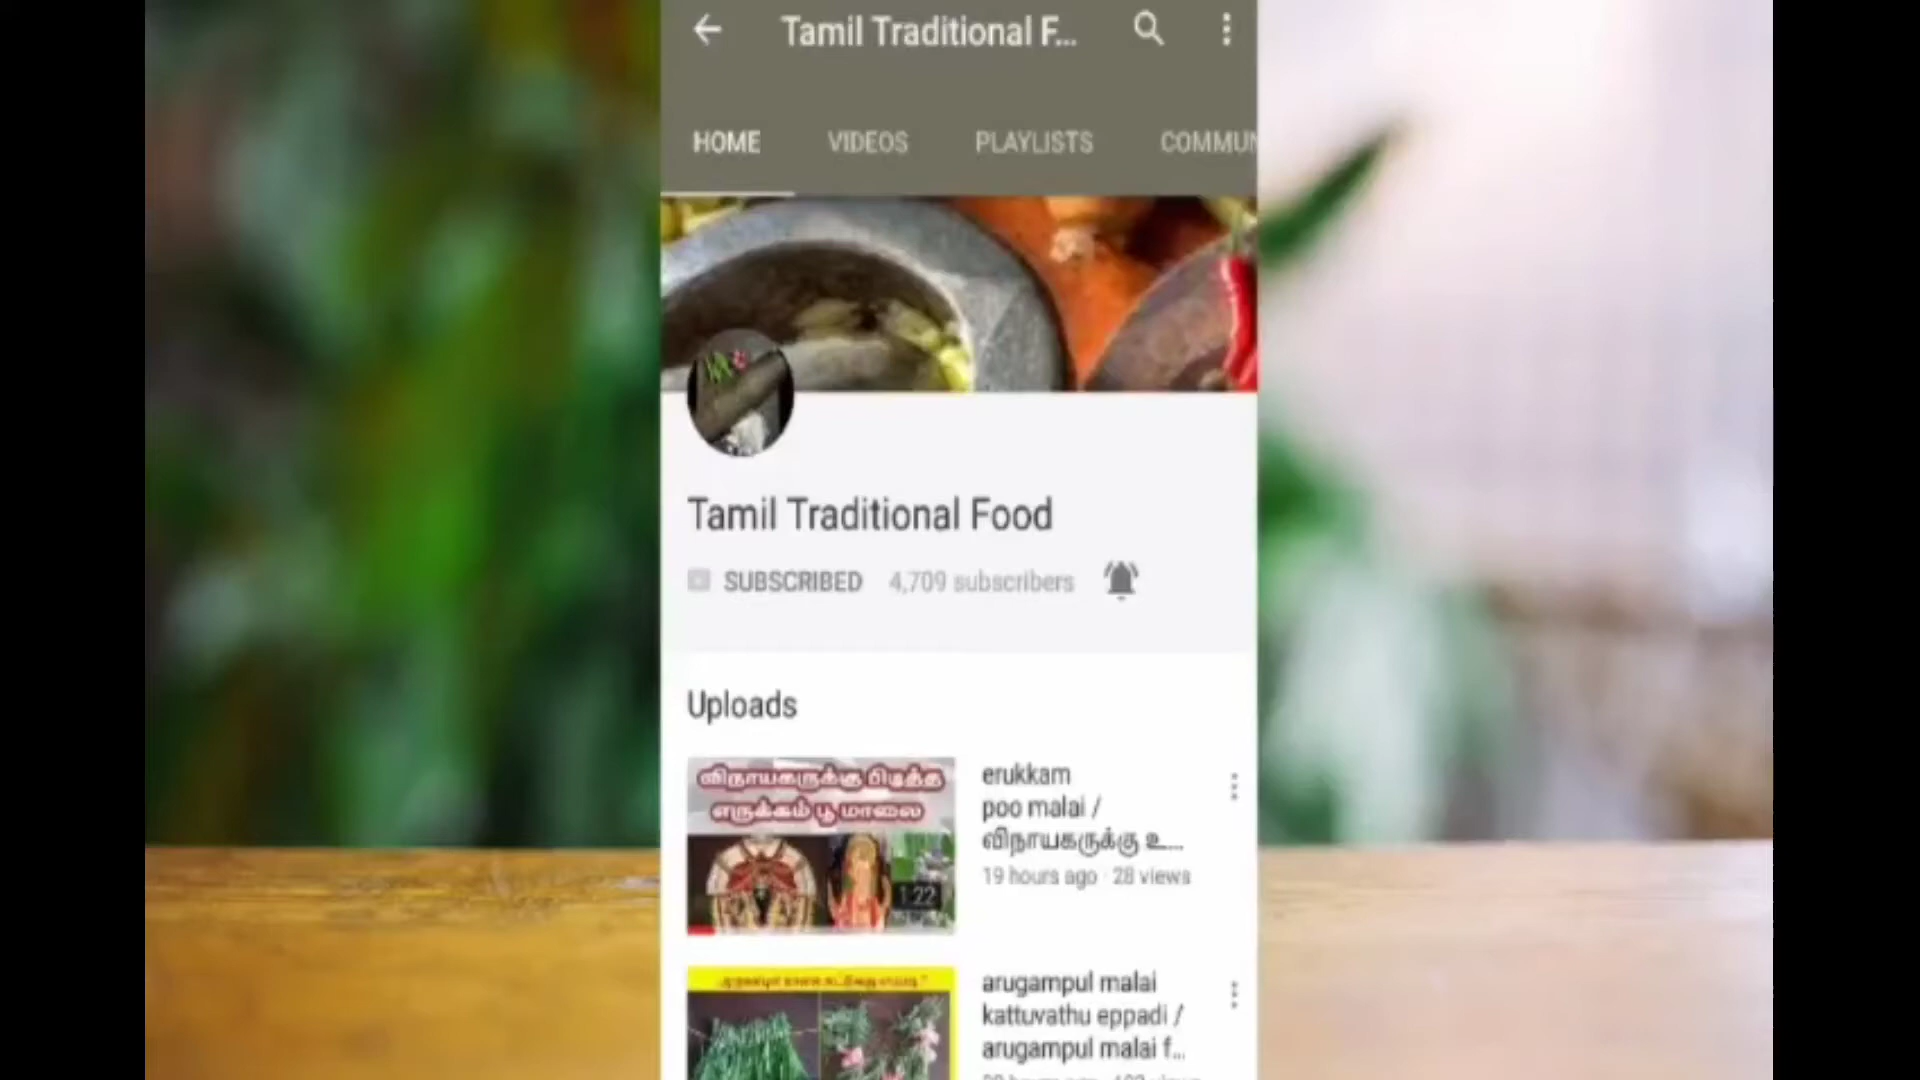 Tamil Traditional F...
HOME VIDEOS PLAYLISTS COMMUN
Tamil Traditional Food
SUBSCRIBED 4,709 subscribers
Uploads
விநாயகருக்கு பிடித்த
எருக்கம் பூ மாலை
1:22
erukkam
poo malai /
விநாயகருக்கு உ...
19 hours ago · 28 views
arugampul malai
kattuvathu eppadi /
arugampul malai f...